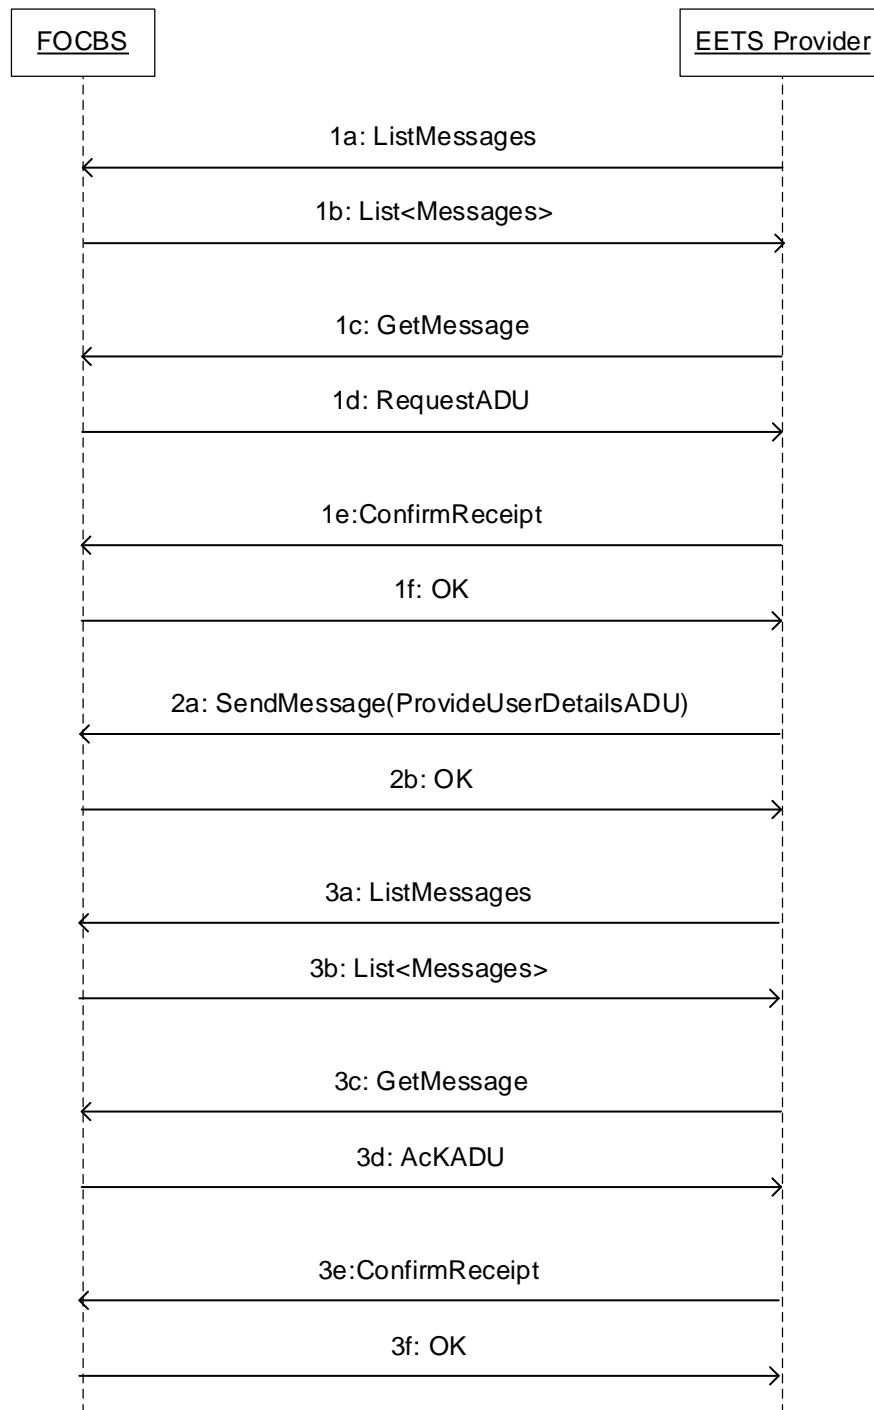 FOCBS
EETS Provider
1a: ListMessages
1b: List<Messages>
1c: GetMessage
1d: RequestADU
1e:ConfirmReceipt
1f: OK
2a: SendMessage(ProvideUserDetailsADU)
2b: OK
3a: ListMessages
3b: List<Messages>
3c: GetMessage
3d: AcKADU
3e:ConfirmReceipt
3f: OK